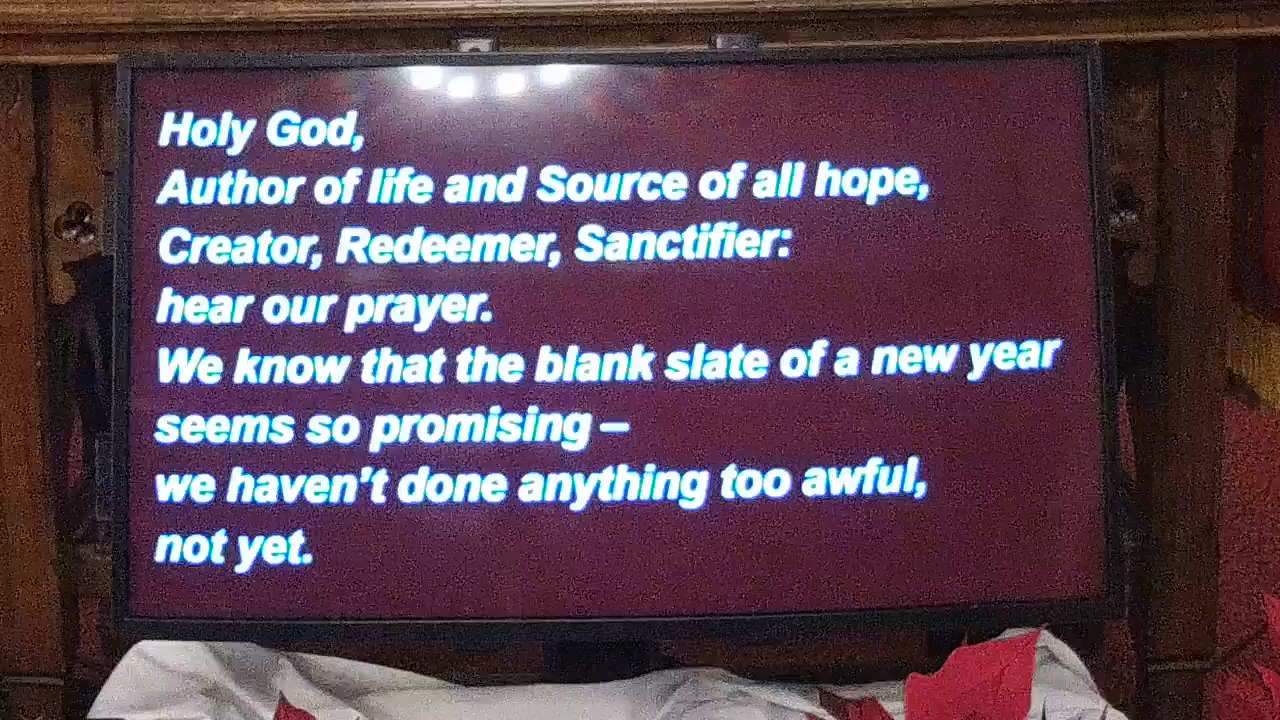 Holy God,
Author of life and Source of all hope,
Creator, Redeemer, Sanctifier:
hear our prayer.
We know that the blank slate of a new year
seems so promising –
we haven't done anything too awful,
not yet.